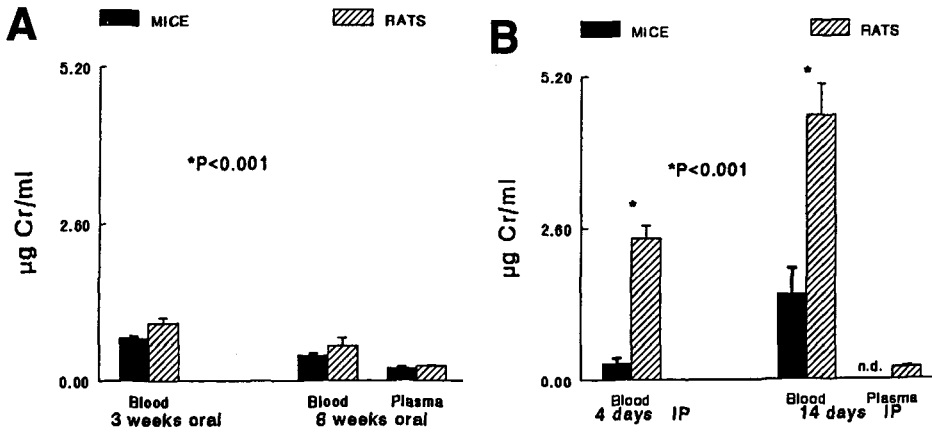 A
MICE
RATS
5.20
*P<0.001
2.60
µg Cr/ml
0.00
Blood
Blood
Plasma
3 weeks oral
8 weeks oral
B
MICE
RATS
5.20
*
*P<0.001
*
2.60
µg Cr/ml
n.d.
0.00
Blood
Blood
Plasma
4 days IP
14 days IP